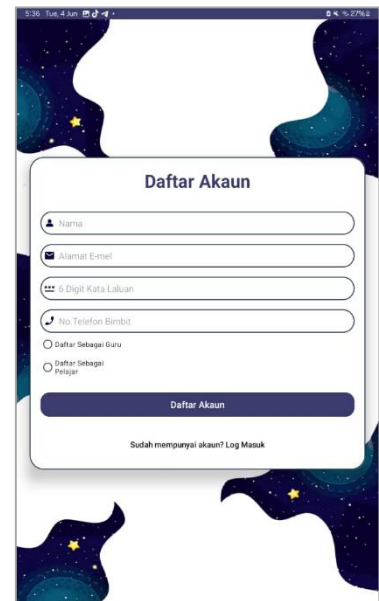 5:36 Tue, 4 Jun
27%
Daftar Akaun
Nama
Alamat E-mel
6 Digit Kata Laluan
No.Telefon Bimbit
Daftar Sebagai Guru
Daftar Sebagai
Pelajar
Daftar Akaun
Sudah mempunyai akaun? Log Masuk